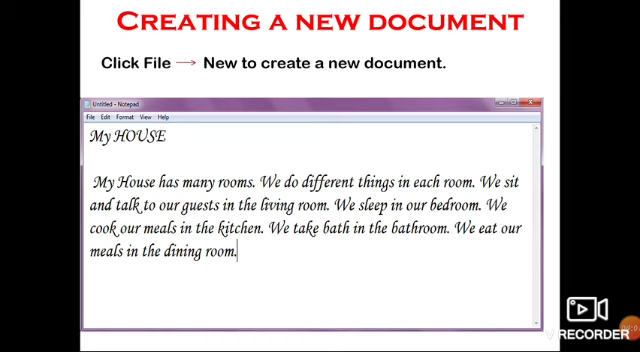 CREATING A NEW DOCUMENT
Click File → New to create a new document.
Untitled - Notepad
File Edit Format View Help
My HOUSE
My House has many rooms. We do different things in each room. We sit
and talk to our guests in the living room. We sleep in our bedroom. We
cook our meals in the kitchen. We take bath in the bathroom. We eat our
meals in the dining room.
RECORDER